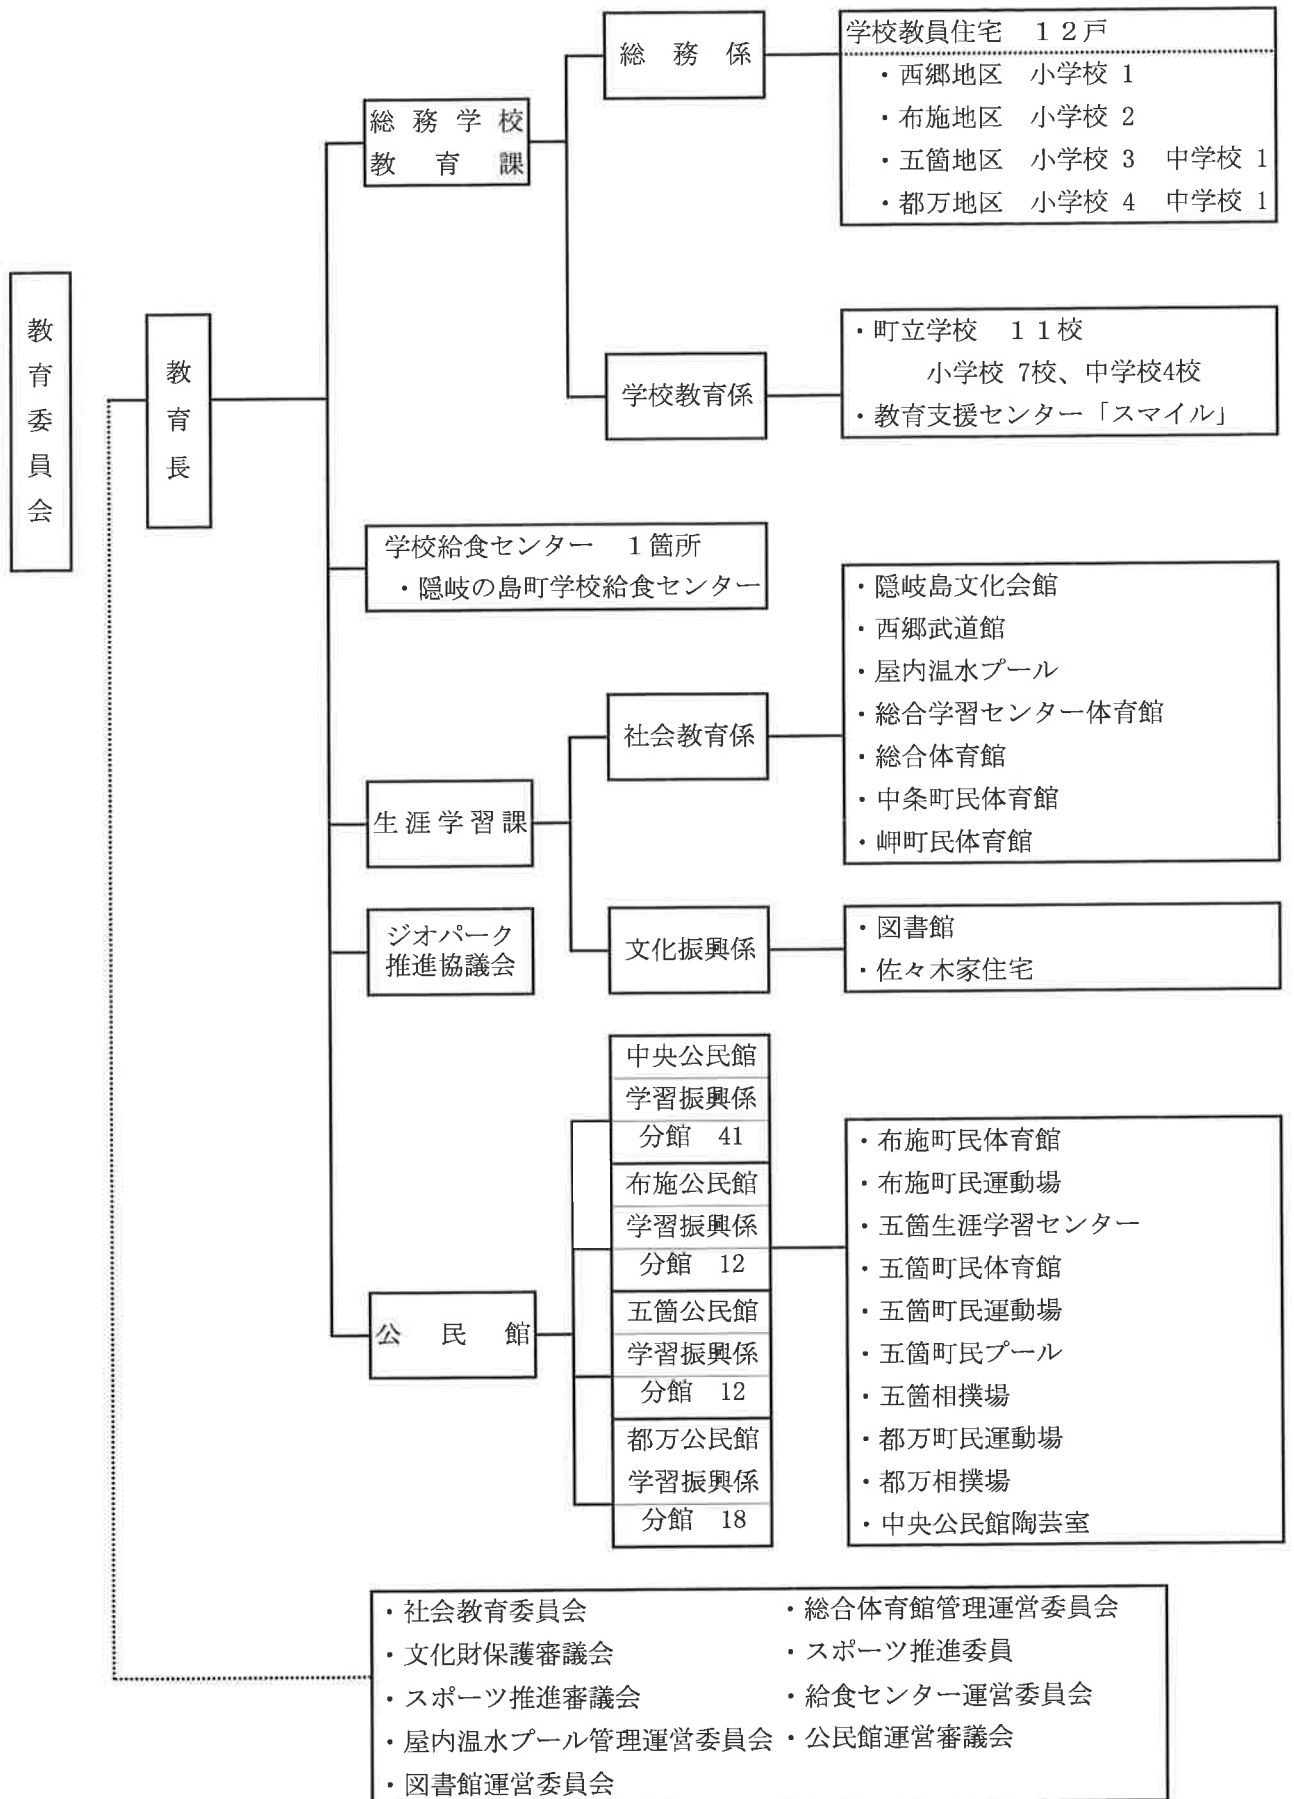 教育委員会
教育長
総務学校
教育課
総務係
学校教員住宅　１２戸
・西郷地区　小学校 1
・布施地区　小学校 2
・五箇地区　小学校 3　中学校 1
・都万地区　小学校 4　中学校 1
学校教育係
・町立学校　１１校
小学校 7校、中学校4校
・教育支援センター「スマイル」
学校給食センター　１箇所
・隠岐の島町学校給食センター
生涯学習課
社会教育係
・隠岐島文化会館
・西郷武道館
・屋内温水プール
・総合学習センター体育館
・総合体育館
・中条町民体育館
・岬町民体育館
文化振興係
・図書館
・佐々木家住宅
ジオパーク
推進協議会
公民館
中央公民館
学習振興係
分館　41
布施公民館
学習振興係
分館　12
五箇公民館
学習振興係
分館　12
都万公民館
学習振興係
分館　18
・布施町民体育館
・布施町民運動場
・五箇生涯学習センター
・五箇町民体育館
・五箇町民運動場
・五箇町民プール
・五箇相撲場
・都万町民運動場
・都万相撲場
・中央公民館陶芸室
・社会教育委員会
・文化財保護審議会
・スポーツ推進審議会
・屋内温水プール管理運営委員会
・図書館運営委員会
・総合体育館管理運営委員会
・スポーツ推進委員
・給食センター運営委員会
・公民館運営審議会